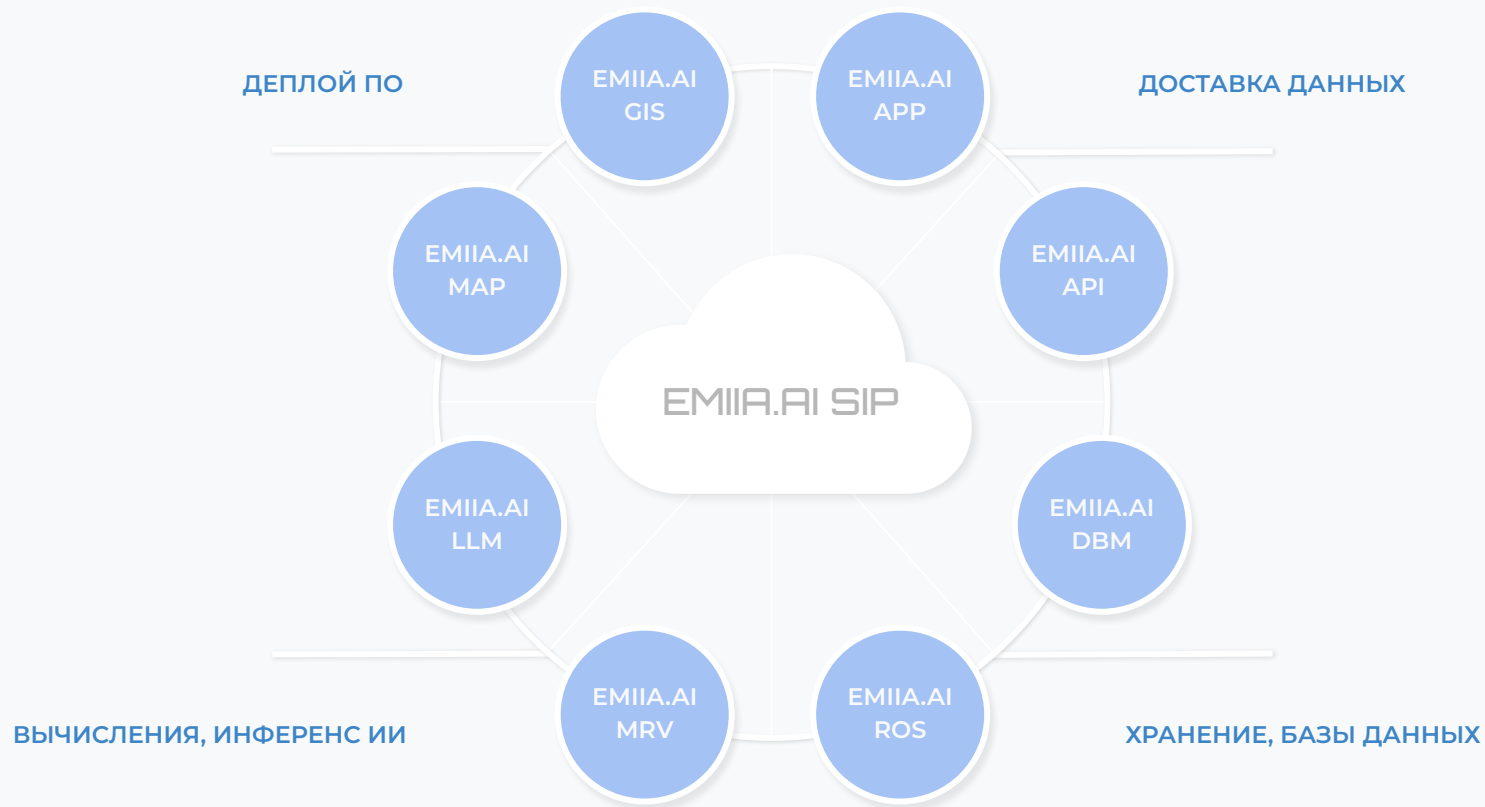 ДЕПЛОЙ ПО
EMIIA.AI
GIS
EMIIA.AI
APP
ДОСТАВКА ДАННЫХ
EMIIA.AI
MAP
EMIIA.AI
API
EMIIA.AI SIP
EMIIA.AI
LLM
EMIIA.AI
DBM
ВЫЧИСЛЕНИЯ, ИНФЕРЕНС ИИ
EMIIA.AI
MRV
EMIIA.AI
ROS
ХРАНЕНИЕ, БАЗЫ ДАННЫХ